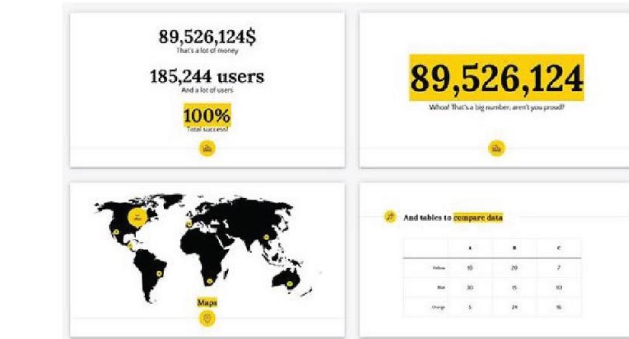 89,526,124$
That's a lot of money
185,244 users
And a lot of users
100%
Total success!
89,526,124
Whoa! That's a big number, aren't you proud?
Maps
And tables to compare data
A B C
Yellow 10 20 7
Blue 30 15 10
Orange 5 24 16